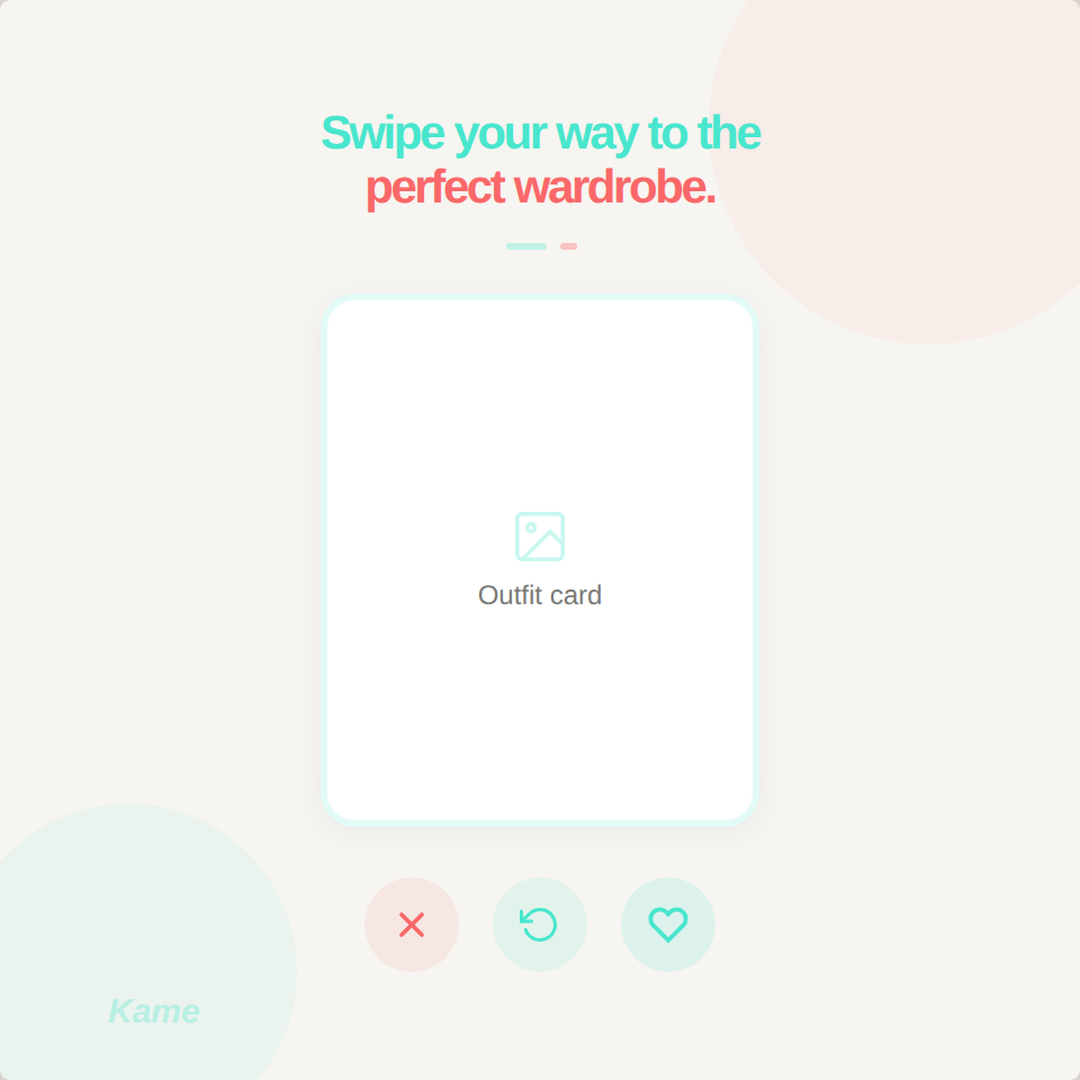 Swipe your way to the
perfect wardrobe.
Outfit card
Kame